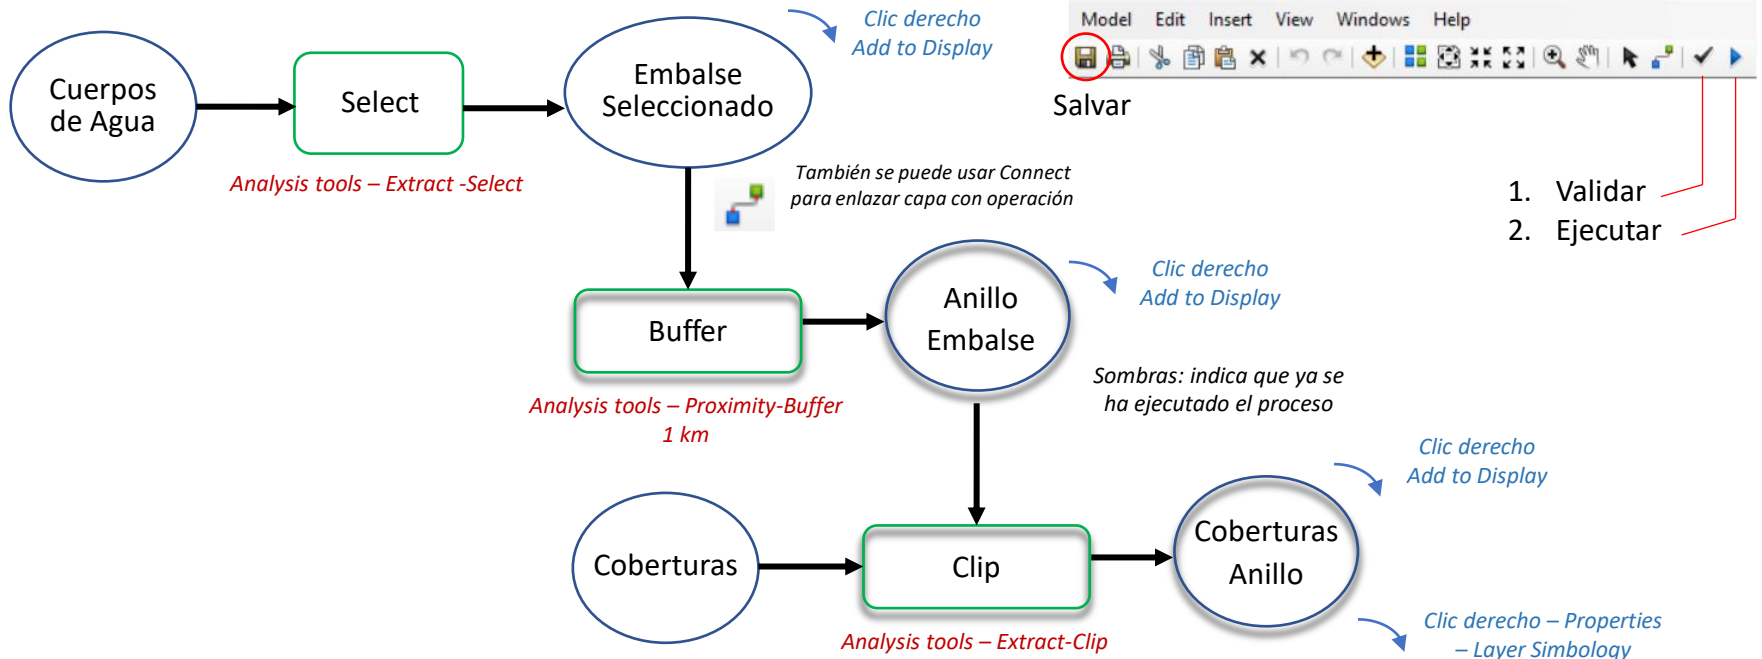 Clic derecho
Add to Display
Model Edit Insert View Windows Help
Salvar
Cuerpos
de Agua
Select
Embalse
Seleccionado
Analysis tools – Extract -Select
También se puede usar Connect
para enlazar capa con operación
1. Validar
2. Ejecutar
Buffer
Anillo
Embalse
Clic derecho
Add to Display
Analysis tools – Proximity-Buffer
1 km
Sombras: indica que ya se
ha ejecutado el proceso
Clic derecho
Add to Display
Coberturas
Clip
Coberturas
Anillo
Analysis tools – Extract-Clip
Clic derecho – Properties
– Layer Simbology